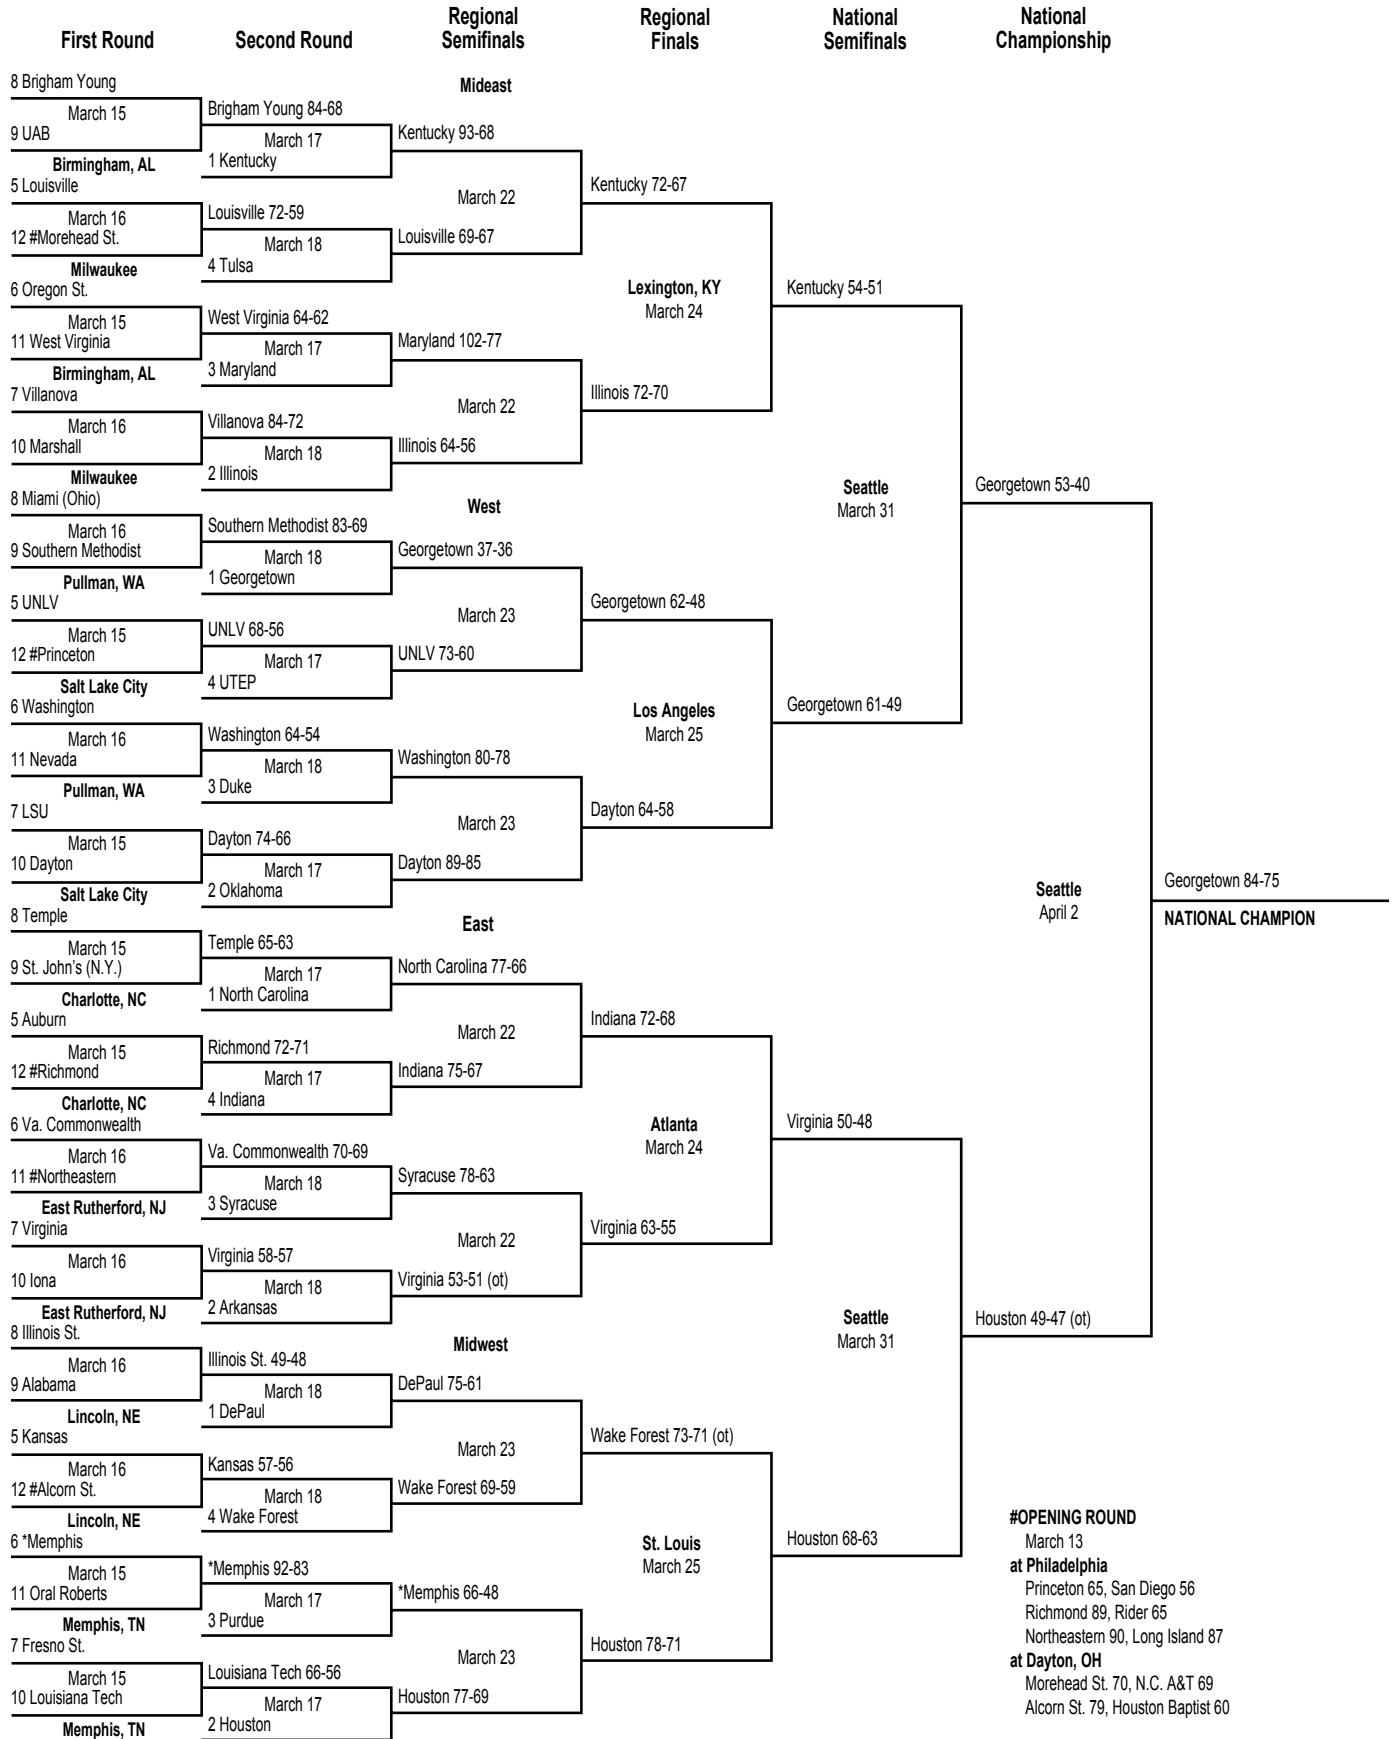 First Round
Second Round
Regional
Semifinals
Regional
Finals
National
Semifinals
National
Championship
8 Brigham Young
March 15
9 UAB
Birmingham, AL
5 Louisville
March 16
12 #Morehead St.
Milwaukee
6 Oregon St.
March 15
11 West Virginia
Birmingham, AL
7 Villanova
March 16
10 Marshall
Milwaukee
8 Miami (Ohio)
March 16
9 Southern Methodist
Pullman, WA
5 UNLV
March 15
12 #Princeton
Salt Lake City
6 Washington
March 16
11 Nevada
Pullman, WA
7 LSU
March 15
10 Dayton
Salt Lake City
8 Temple
March 15
9 St. John's (N.Y.)
Charlotte, NC
5 Auburn
March 15
12 #Richmond
Charlotte, NC
6 Va. Commonwealth
March 16
11 #Northeastern
East Rutherford, NJ
7 Virginia
March 16
10 Iona
East Rutherford, NJ
8 Illinois St.
March 16
9 Alabama
Lincoln, NE
5 Kansas
March 16
12 #Alcorn St.
Lincoln, NE
6 *Memphis
March 15
11 Oral Roberts
Memphis, TN
7 Fresno St.
March 15
10 Louisiana Tech
Memphis, TN
Brigham Young 84-68
March 17
1 Kentucky
Louisville 72-59
March 18
4 Tulsa
West Virginia 64-62
March 17
3 Maryland
Villanova 84-72
March 18
2 Illinois
Southern Methodist 83-69
March 18
1 Georgetown
UNLV 68-56
March 17
4 UTEP
Washington 64-54
March 18
3 Duke
Dayton 74-66
March 17
2 Oklahoma
Temple 65-63
March 17
1 North Carolina
Richmond 72-71
March 17
4 Indiana
Va. Commonwealth 70-69
March 18
3 Syracuse
Virginia 58-57
March 18
2 Arkansas
Illinois St. 49-48
March 18
1 DePaul
Kansas 57-56
March 18
4 Wake Forest
*Memphis 92-83
March 17
3 Purdue
Louisiana Tech 66-56
March 17
2 Houston
Mideast
Kentucky 93-68
March 22
Louisville 69-67
Maryland 102-77
March 22
Illinois 64-56
West
Georgetown 37-36
March 23
UNLV 73-60
Washington 80-78
March 23
Dayton 89-85
East
North Carolina 77-66
March 22
Indiana 75-67
Syracuse 78-63
March 22
Virginia 53-51 (ot)
Midwest
DePaul 75-61
March 23
Wake Forest 69-59
*Memphis 66-48
March 23
Houston 77-69
Kentucky 72-67
Lexington, KY
March 24
Illinois 72-70
Georgetown 62-48
Los Angeles
March 25
Dayton 64-58
Indiana 72-68
Atlanta
March 24
Virginia 63-55
Wake Forest 73-71 (ot)
St. Louis
March 25
Houston 78-71
Kentucky 54-51
Seattle
March 31
Georgetown 61-49
Virginia 50-48
Seattle
March 31
Houston 68-63
Georgetown 53-40
Seattle
April 2
Houston 49-47 (ot)
Georgetown 84-75
NATIONAL CHAMPION
#OPENING ROUND
March 13
at Philadelphia
Princeton 65, San Diego 56
Richmond 89, Rider 65
Northeastern 90, Long Island 87
at Dayton, OH
Morehead St. 70, N.C. A&T 69
Alcorn St. 79, Houston Baptist 60